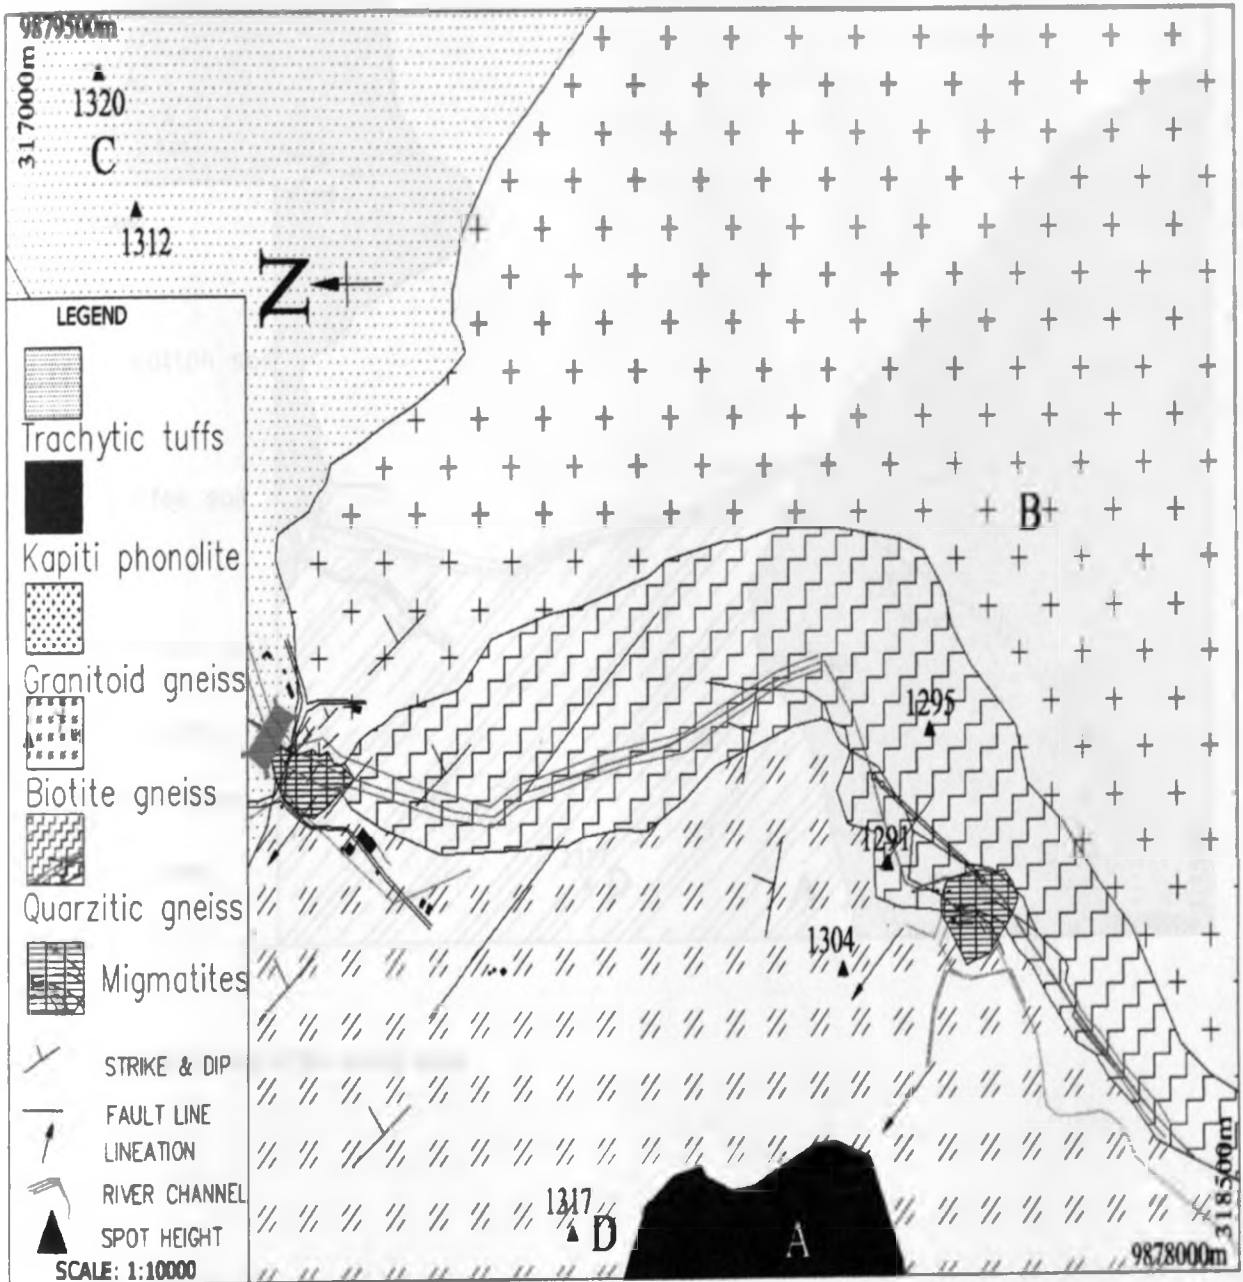 9879500m
317000m
1320
C
1312
Z
LEGEND
Trachytic tuffs
Kapiti phonolite
Granitoid gneiss
Biotite gneiss
Quarzitic gneiss
Migmatites
STRIKE & DIP
FAULT LINE
LINEATION
RIVER CHANNEL
SPOT HEIGHT
SCALE: 1:10000
B
1295
1291
1304
1317
D
A
318500m
9878000m